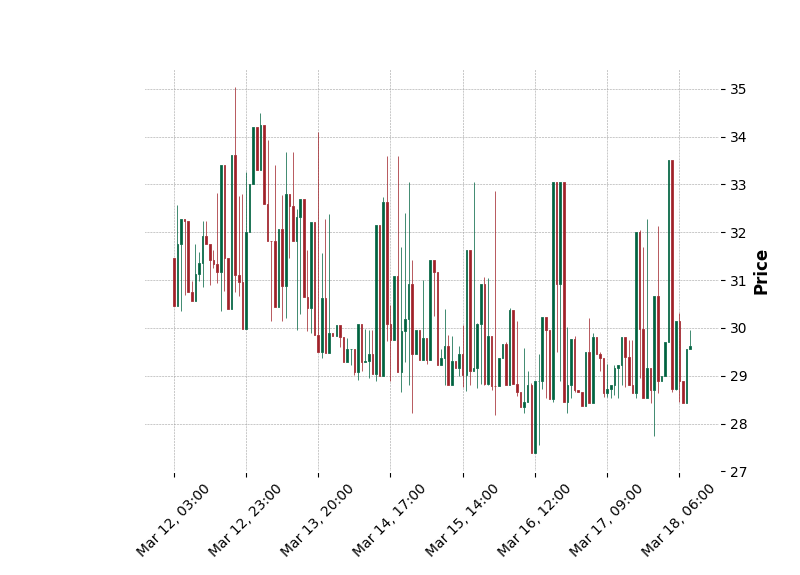 35
34
33
32
31
30
29
28
27
Price
Mar 12, 03:00
Mar 12, 23:00
Mar 13, 20:00
Mar 14, 17:00
Mar 15, 14:00
Mar 16, 12:00
Mar 17, 09:00
Mar 18, 06:00